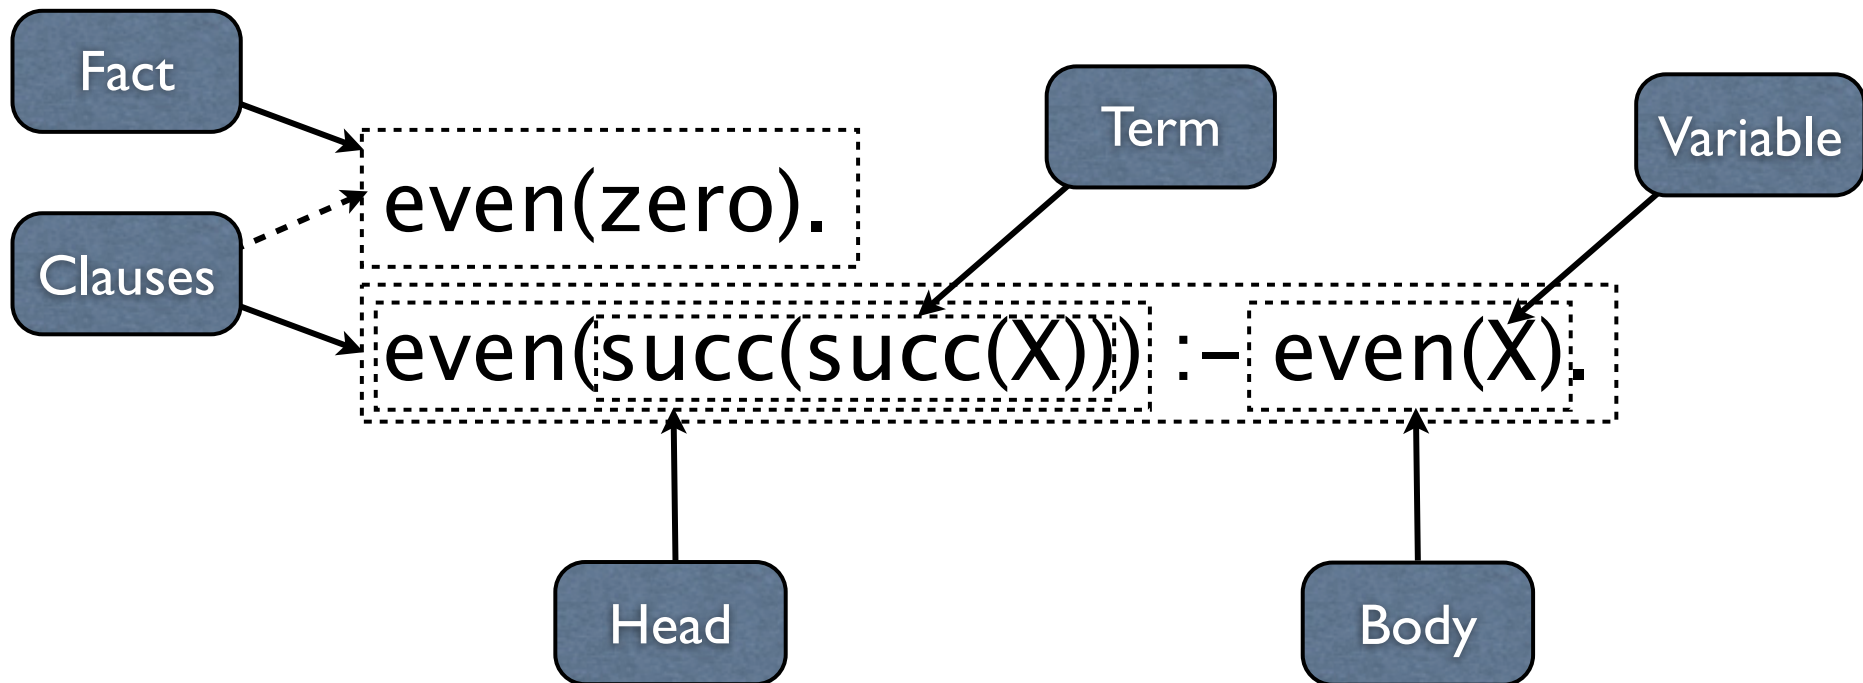 Fact
Term
Variable
even(zero).
Clauses
even(succ(succ(X))) :- even(X).
Head
Body